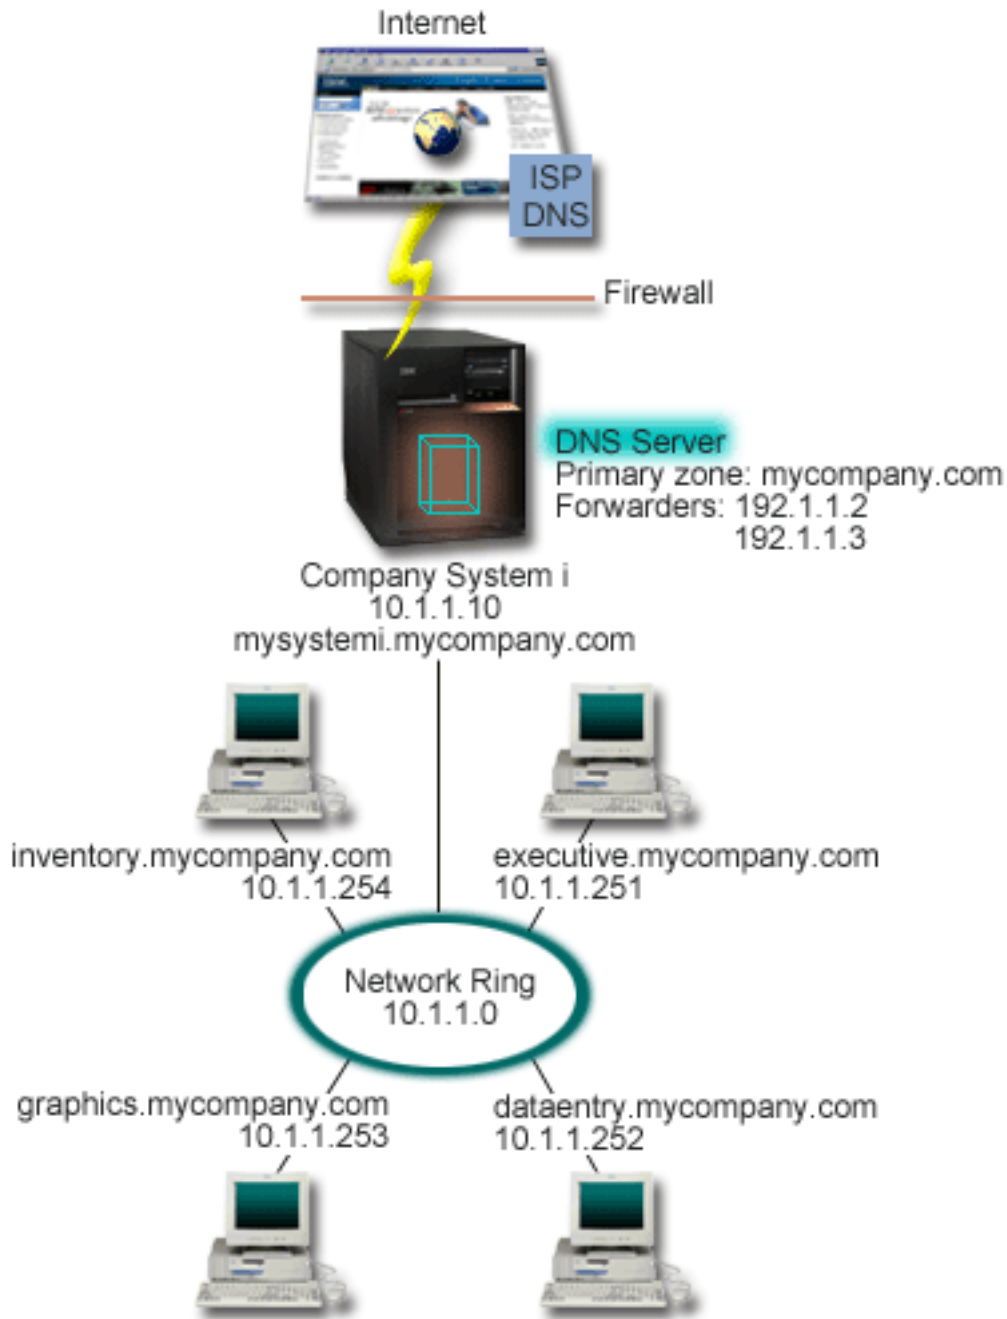 Internet
ISP
DNS
Firewall
IBM
DNS Server
Primary zone: mycompany.com
Forwarders: 192.1.1.2
192.1.1.3
Company System i
10.1.1.10
mysystemi.mycompany.com
inventory.mycompany.com
10.1.1.254
executive.mycompany.com
10.1.1.251
Network Ring
10.1.1.0
graphics.mycompany.com
10.1.1.253
dataentry.mycompany.com
10.1.1.252